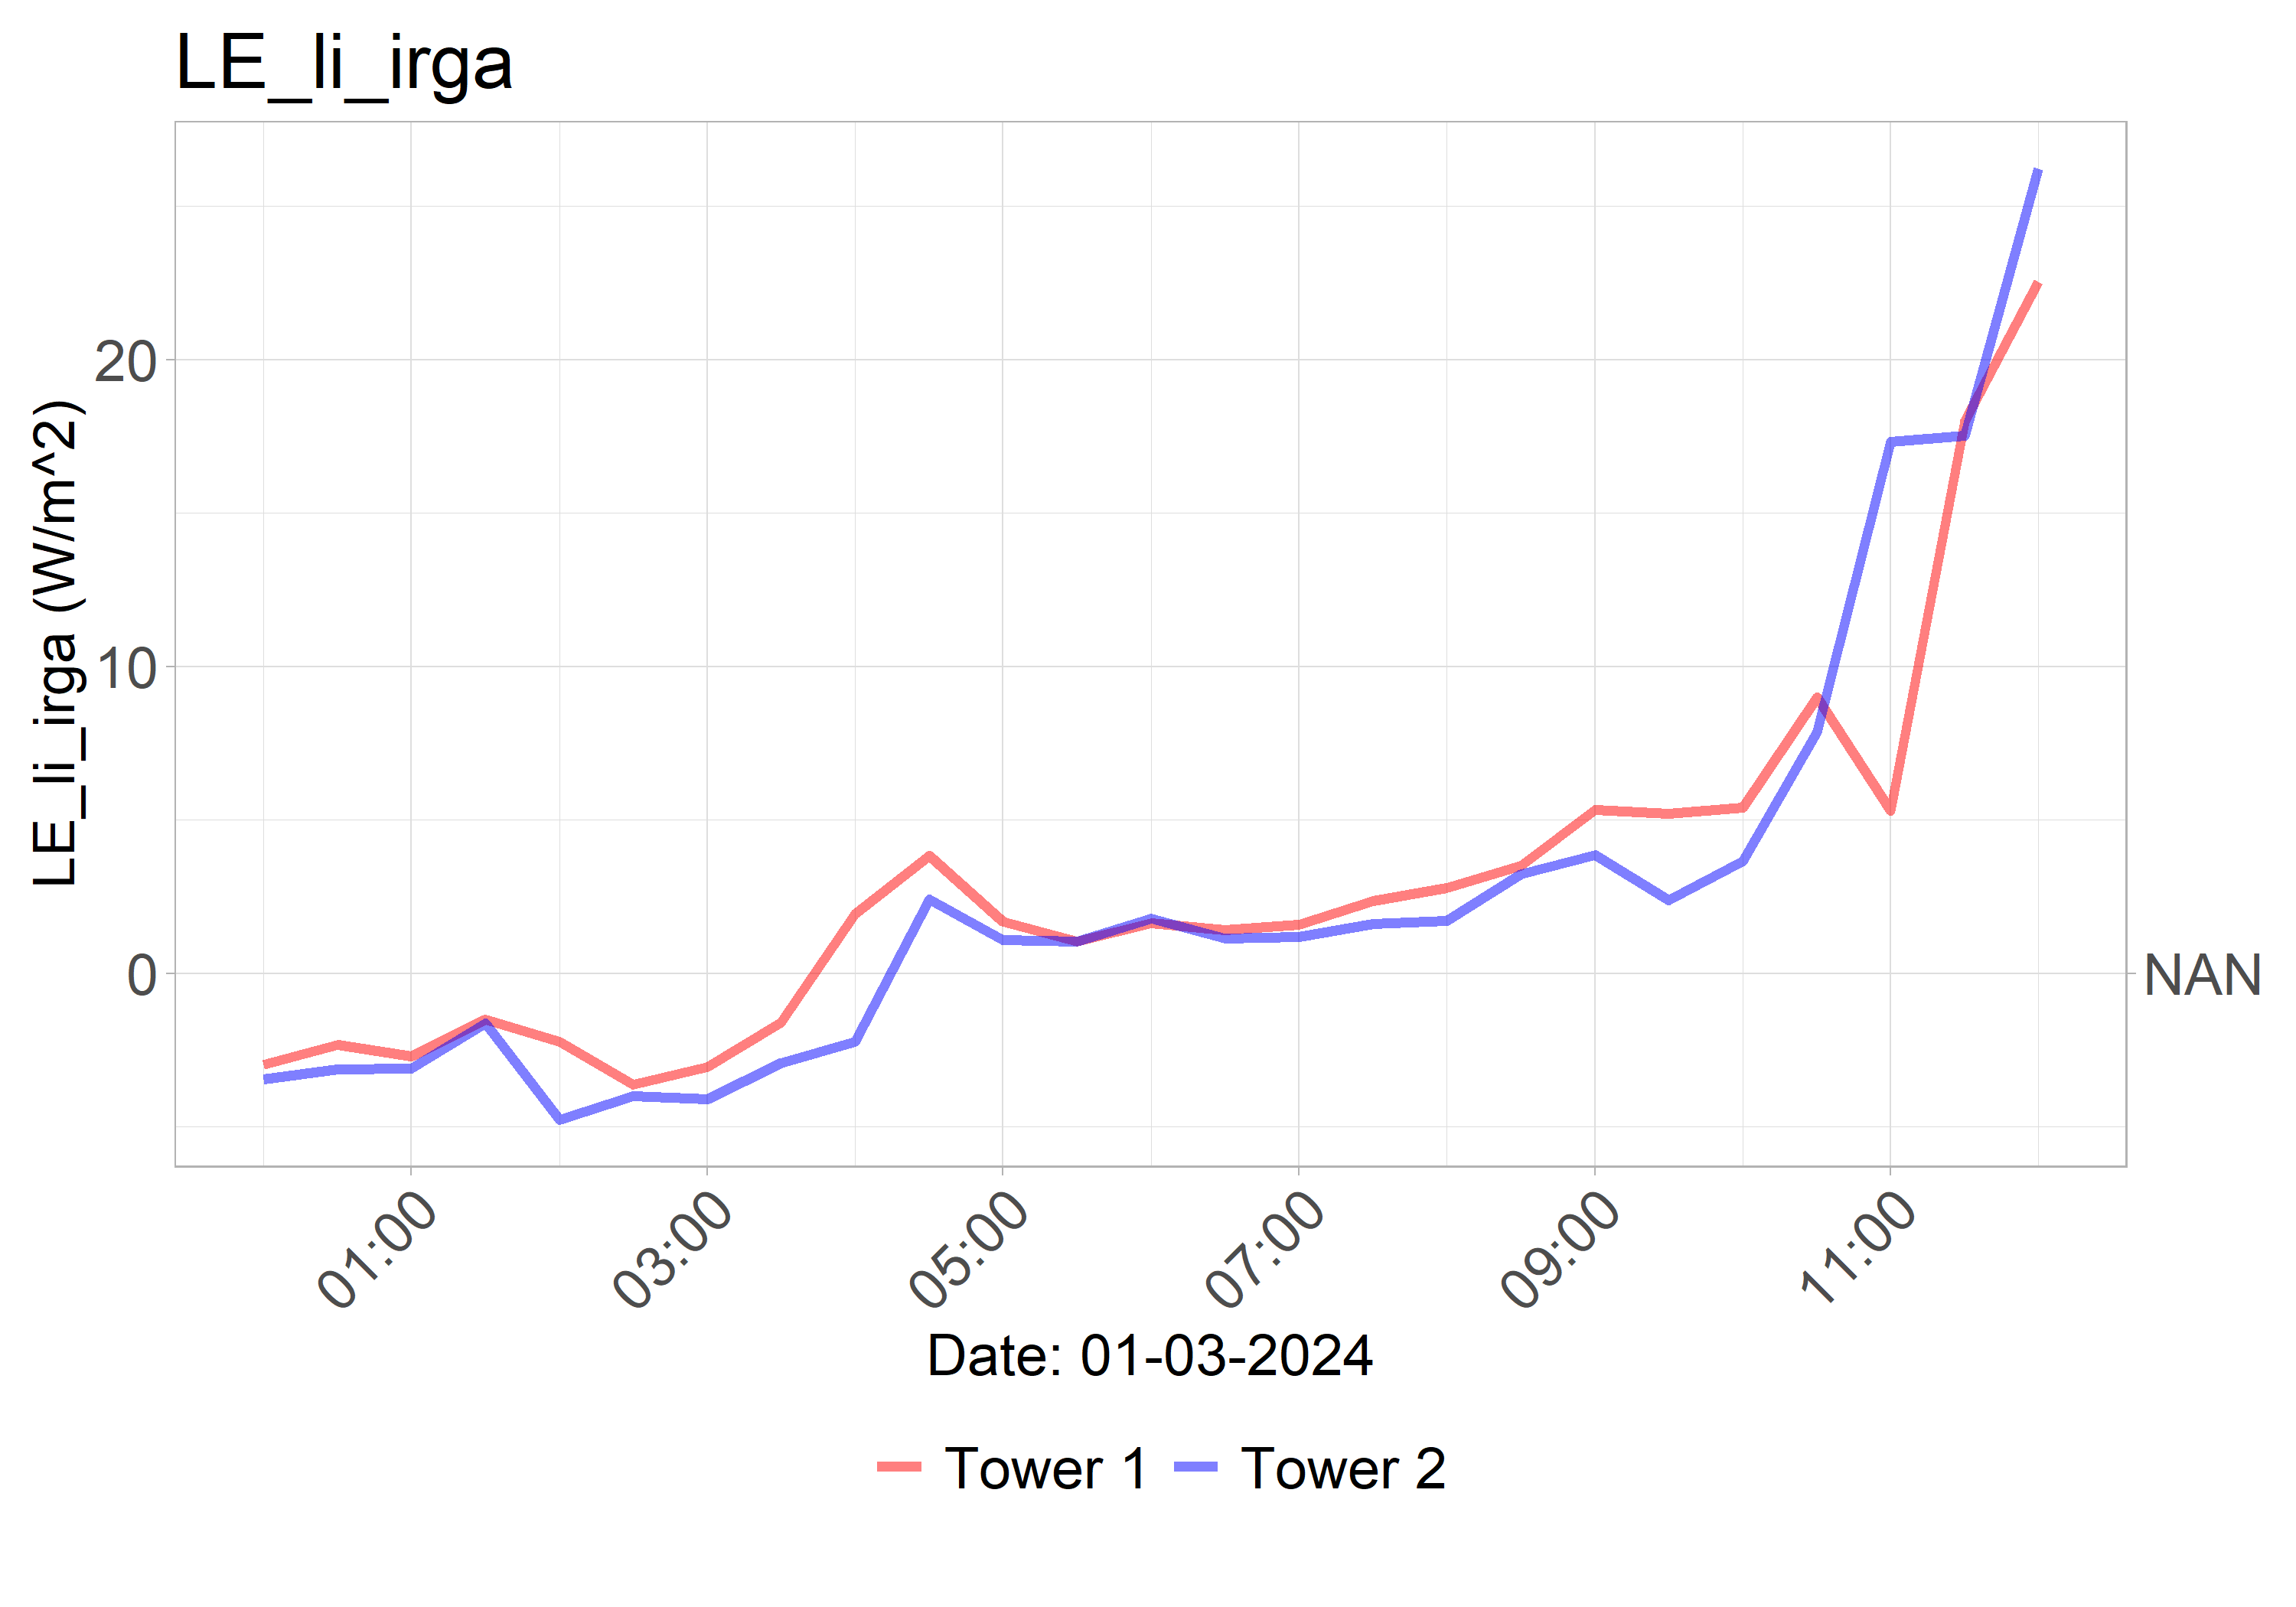 LE_li_irga
LE_li_irga (W/m^2)
20
10
0
NAN
01:00
03:00
05:00
07:00
09:00
11:00
Date: 01-03-2024
Tower 1
Tower 2